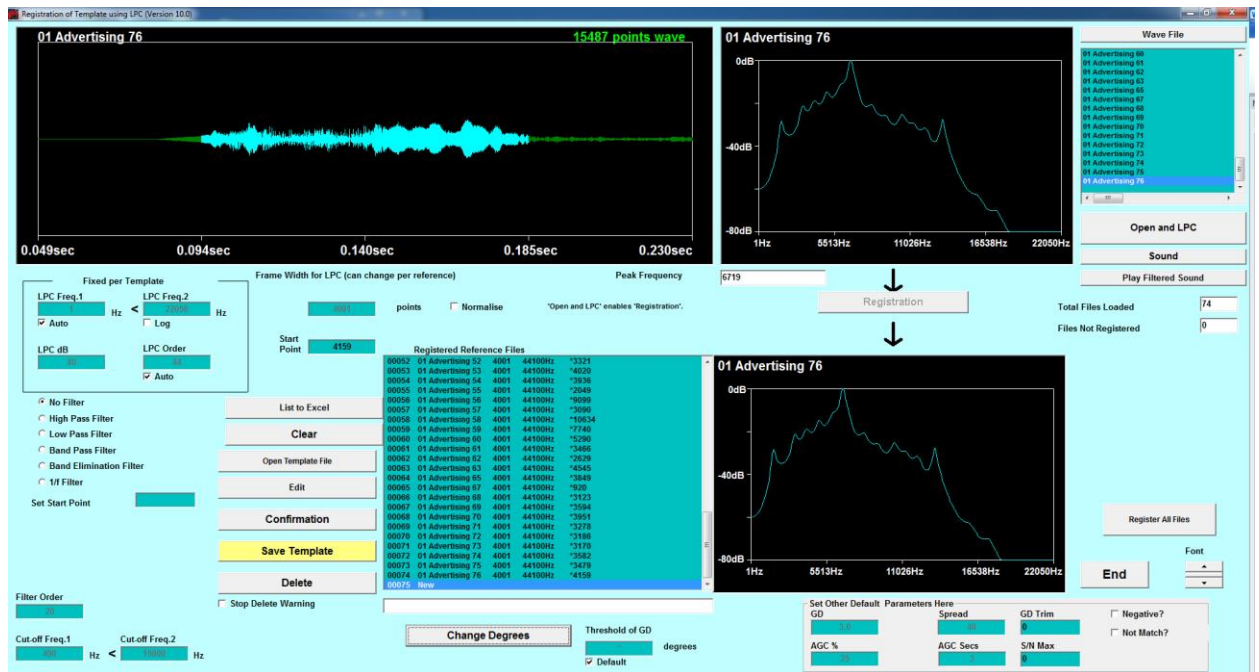 Registration of Template using LPC (Version 10.0)
01 Advertising 76
15487 points wave
0.049sec 0.094sec 0.140sec 0.185sec 0.230sec
01 Advertising 76
0dB
-40dB
-80dB
1Hz 5513Hz 11026Hz 16538Hz 22050Hz
Wave File
01 Advertising 60
01 Advertising 61
01 Advertising 62
01 Advertising 63
01 Advertising 65
01 Advertising 67
01 Advertising 68
01 Advertising 69
01 Advertising 70
01 Advertising 71
01 Advertising 72
01 Advertising 73
01 Advertising 74
01 Advertising 75
01 Advertising 76
Open and LPC
Sound
Play Filtered Sound
Total Files Loaded 74
Files Not Registered 0
Fixed per Template
LPC Freq.1 LPC Freq.2
1 Hz < 22050 Hz
Auto Log
LPC dB LPC Order
Auto
Frame Width for LPC (can change per reference)
4001 points Normalise
'Open and LPC' enables 'Registration'.
Start Point 4159
Peak Frequency 6719
Registration
No Filter
High Pass Filter
Low Pass Filter
Band Pass Filter
Band Elimination Filter
1/f Filter
Set Start Point
List to Excel
Clear
Open Template File
Edit
Confirmation
Save Template
Delete
Stop Delete Warning
Registered Reference Files
00052 01 Advertising 52 4001 44100Hz *3321
00053 01 Advertising 53 4001 44100Hz *4020
00054 01 Advertising 54 4001 44100Hz *3936
00055 01 Advertising 55 4001 44100Hz *2049
00056 01 Advertising 56 4001 44100Hz *9099
00057 01 Advertising 57 4001 44100Hz *3090
00058 01 Advertising 58 4001 44100Hz *10634
00059 01 Advertising 59 4001 44100Hz *7740
00060 01 Advertising 60 4001 44100Hz *5290
00061 01 Advertising 61 4001 44100Hz *3466
00062 01 Advertising 62 4001 44100Hz *2629
00063 01 Advertising 63 4001 44100Hz *4545
00064 01 Advertising 65 4001 44100Hz *3849
00065 01 Advertising 67 4001 44100Hz *920
00066 01 Advertising 68 4001 44100Hz *3123
00067 01 Advertising 69 4001 44100Hz *3594
00068 01 Advertising 70 4001 44100Hz *3951
00069 01 Advertising 71 4001 44100Hz *3278
00070 01 Advertising 72 4001 44100Hz *3186
00071 01 Advertising 73 4001 44100Hz *3170
00072 01 Advertising 74 4001 44100Hz *3582
00073 01 Advertising 75 4001 44100Hz *3479
00074 01 Advertising 76 4001 44100Hz *4159
00075 New
01 Advertising 76
0dB
-40dB
-80dB
1Hz 5513Hz 11026Hz 16538Hz 22050Hz
Register All Files
Font
End
Filter Order
20
Cut-off Freq.1 Cut-off Freq.2
Hz < Hz
Change Degrees
Threshold of GD
degrees
Default
Set Other Default Parameters Here
GD Spread GD Trim
0
Negative?
Not Match?
AGC % AGC Secs S/N Max
0